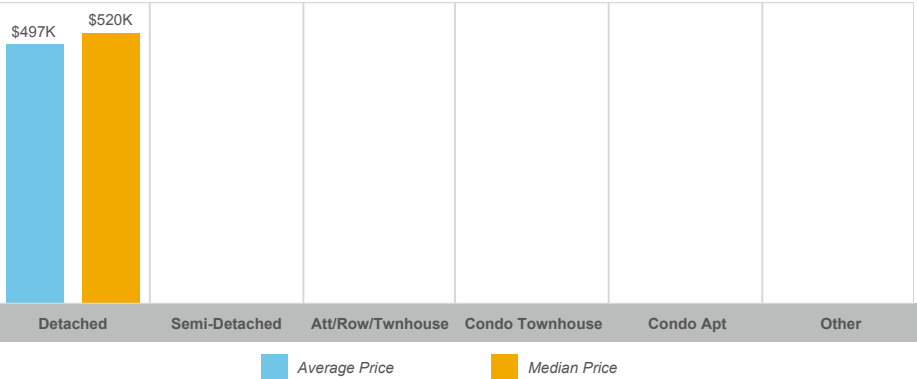 $497K
$520K
Detached Semi-Detached Att/Row/Twnhouse Condo Townhouse Condo Apt Other
Average Price Median Price